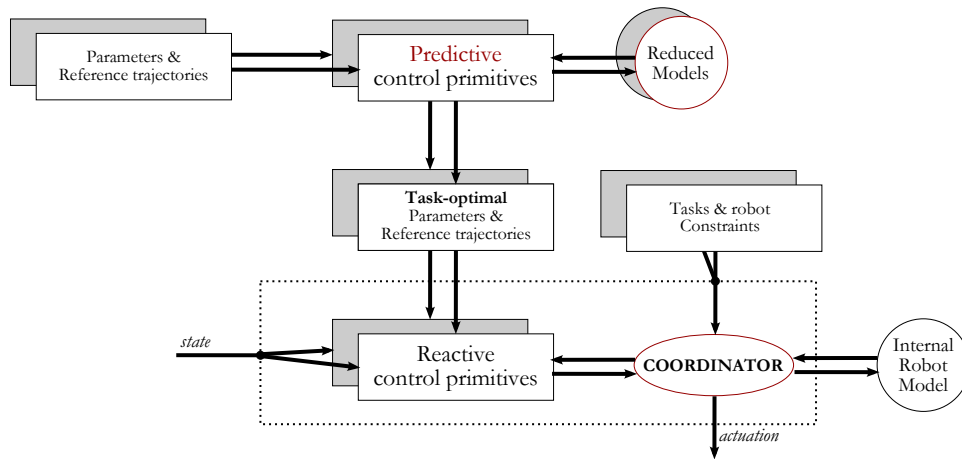 Parameters &
Reference trajectories
Predictive
control primitives
Reduced
Models
Task-optimal
Parameters &
Reference trajectories
Tasks & robot
Constraints
state
Reactive
control primitives
COORDINATOR
Internal
Robot
Model
actuation